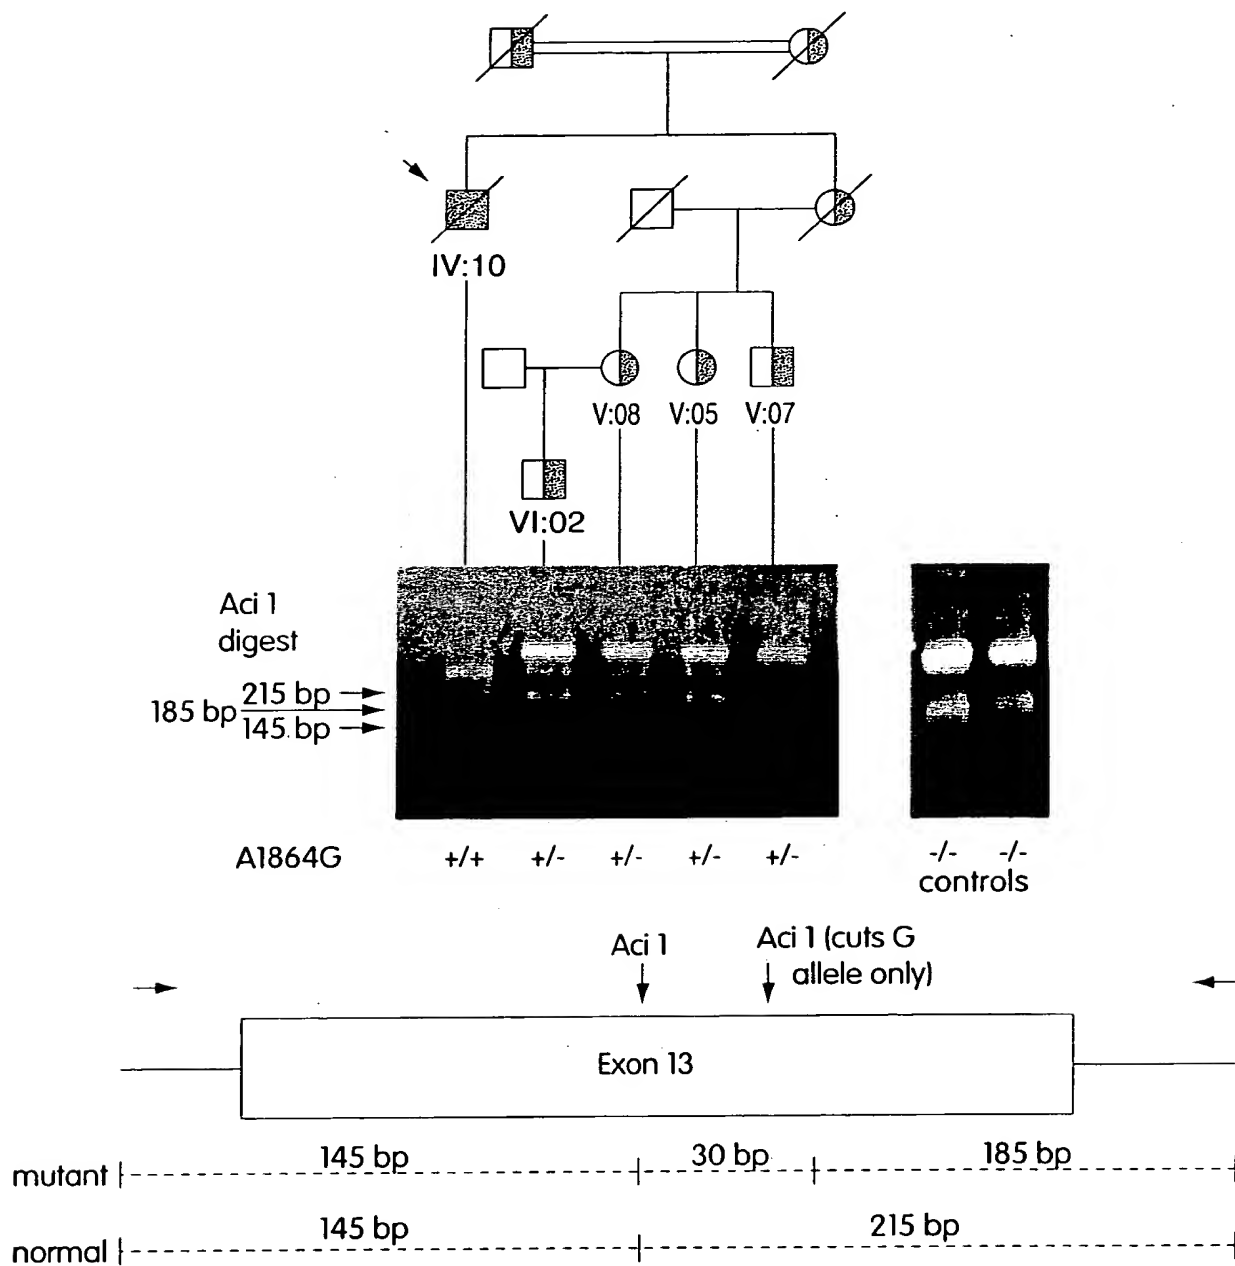 IV:10
V:08 V:05 V:07
VI:02
Aci 1
digest
215 bp
185 bp
145 bp
A1864G +/+ +/- +/- +/- +/- -/- -/-
controls
Aci 1 Aci 1 (cuts G
allele only)
Exon 13
mutant 145 bp 30 bp 185 bp
normal 145 bp 215 bp